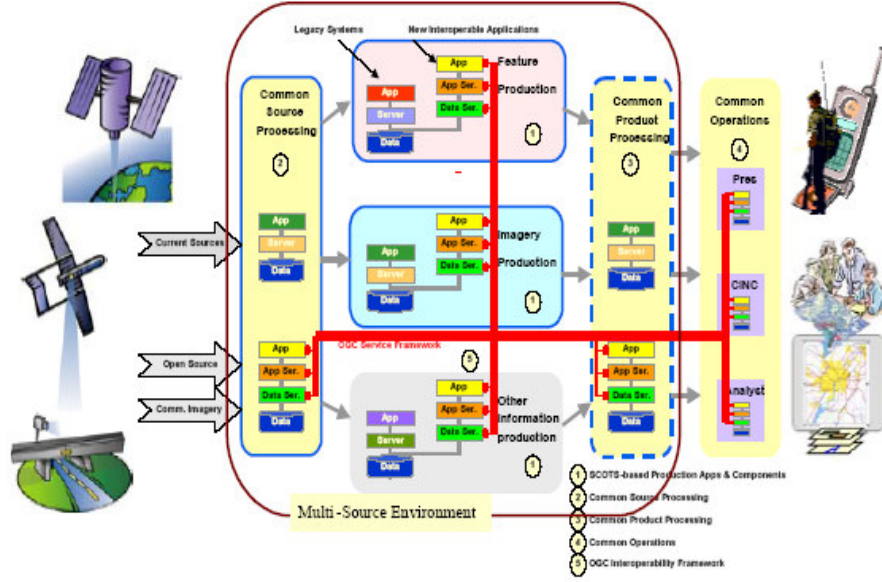 Legacy Systems
New Interoperable Applications
Common
Source
Processing
2
App
Server
Data
App
App Ser.
Data Ser.
Data
App
Server
Data
App
App Ser.
Data Ser.
Feature
Production
1
App
Server
Data
App
App Ser.
Data Ser.
Imagery
Production
1
OGC Service Framework
5
App
Server
Data
App
App Ser.
Data Ser.
Other
Information
production
1
Common
Product
Processing
3
App
Server
Data
App
App Ser.
Data Ser.
Data
Common
Operations
4
Pres
CINC
Analyst
Current Sources
Open Source
Comm. Imagery
Multi -Source Environment
1 SCOTS-based Production Apps & Components
2 Common Source Processing
3 Common Product Processing
4 Common Operations
5 OGC Interoperability Framework